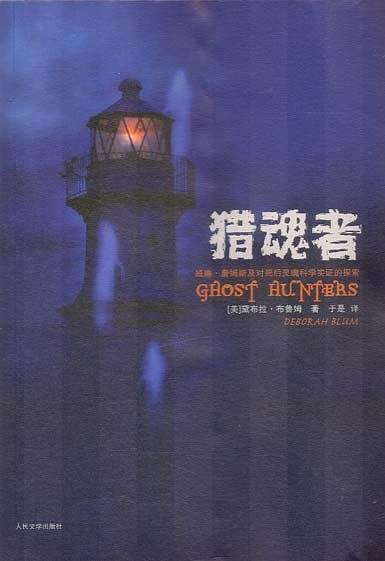 猎魂者
威廉·詹姆斯及对死后灵魂科学实证的探索
GHOST HUNTERS
[美]黛布拉·布鲁姆 著 于是 译
DEBORAH BLUM
人民文学出版社